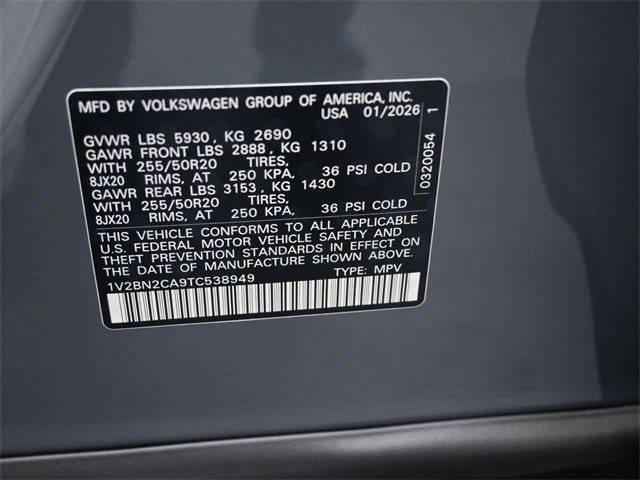 MFD BY VOLKSWAGEN GROUP OF AMERICA, INC.
USA 01/2026
GVWR LBS 5930, KG 2690
GAWR FRONT LBS 2888, KG 1310
WITH 255/50R20 TIRES,
8JX20 RIMS, AT 250 KPA, 36 PSI COLD
GAWR REAR LBS 3153, KG 1430
WITH 255/50R20 TIRES,
8JX20 RIMS, AT 250 KPA, 36 PSI COLD
THIS VEHICLE CONFORMS TO ALL APPLICABLE
U.S. FEDERAL MOTOR VEHICLE SAFETY AND
THEFT PREVENTION STANDARDS IN EFFECT ON
THE DATE OF MANUFACTURE SHOWN ABOVE.
1V2BN2CA9TC538949 TYPE: MPV
0320054 1